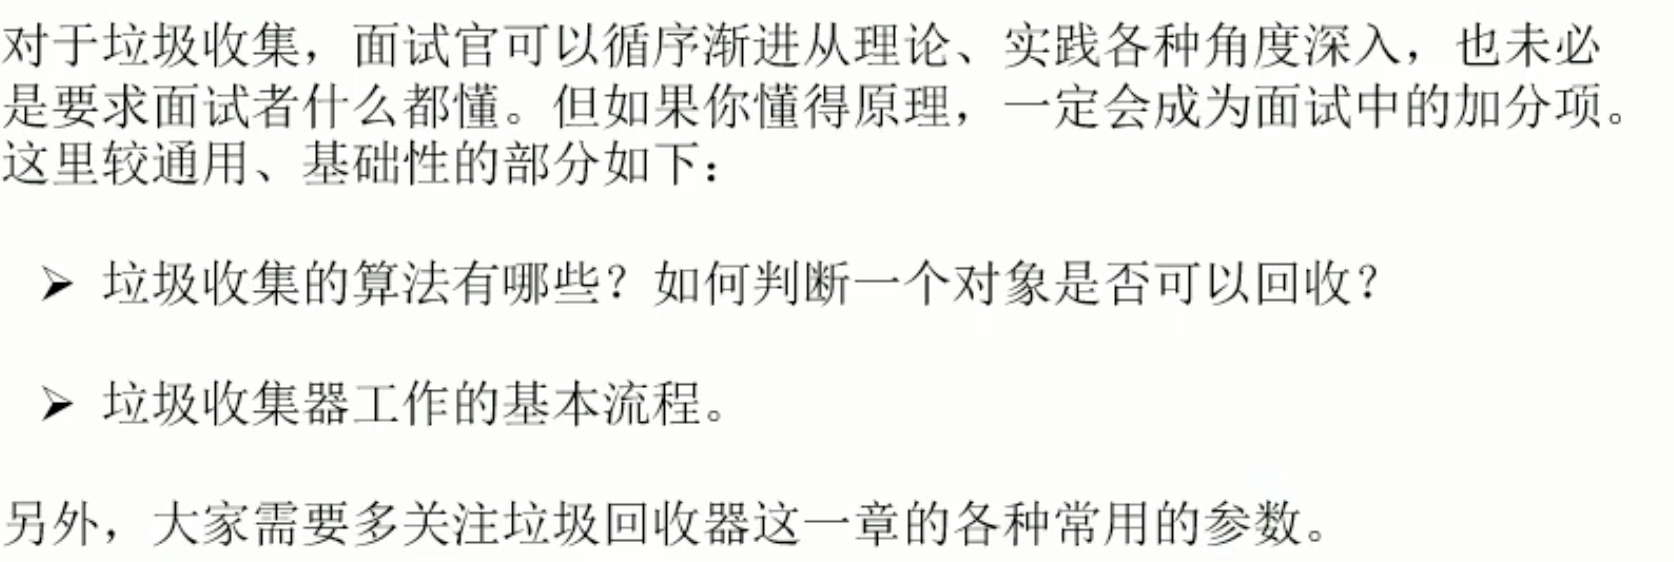 对于垃圾收集，面试官可以循序渐进从理论、实践各种角度深入，也未必
是要求面试者什么都懂。但如果你懂得原理，一定会成为面试中的加分项。
这里较通用、基础性的部分如下：
➢ 垃圾收集的算法有哪些？如何判断一个对象是否可以回收？
➢ 垃圾收集器工作的基本流程。
另外，大家需要多关注垃圾回收器这一章的各种常用的参数。